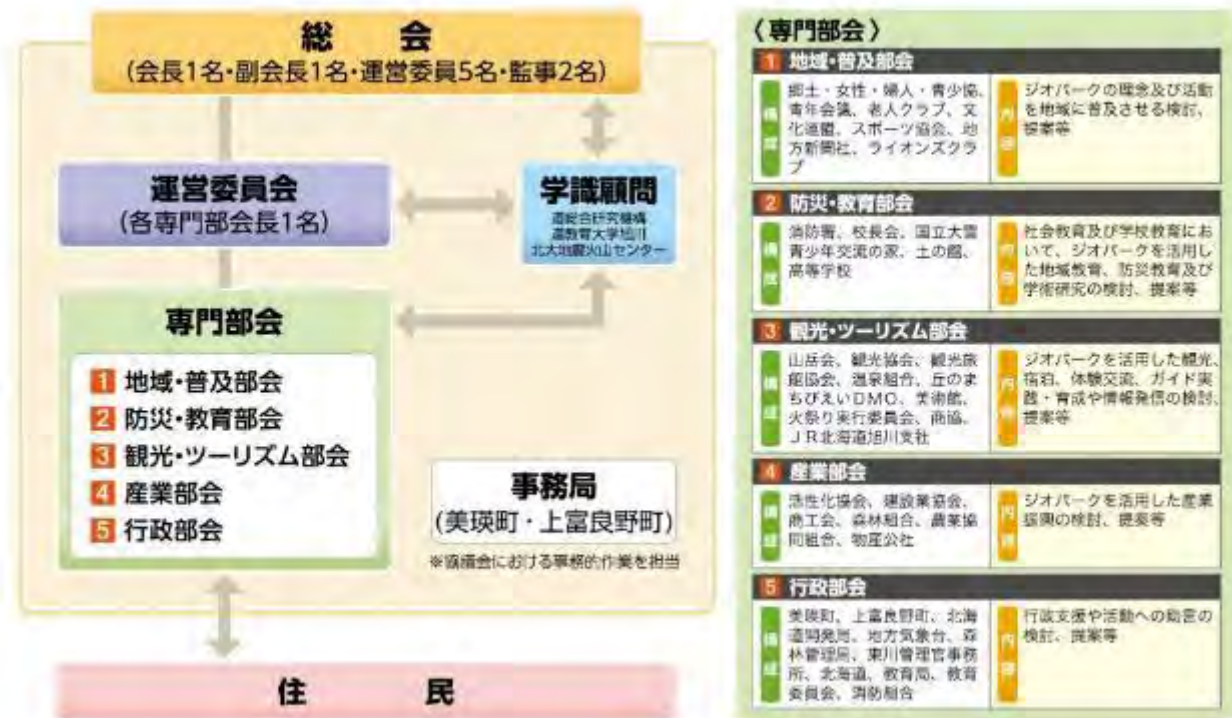 総　会
(会長1名・副会長1名・運営委員5名・監事2名)
運営委員会
(各専門部会長1名)
学識顧問
道総合研究機構
道教育大学旭川
北大地震火山センター
専門部会
1 地域・普及部会
2 防災・教育部会
3 観光・ツーリズム部会
4 産業部会
5 行政部会
事務局
(美瑛町・上富良野町)
※協議会における事務的作業を担当
住　民
〈専門部会〉
1 地域・普及部会
構成
郷土・女性・婦人・青少協、
青年会議、老人クラブ、文
化連盟、スポーツ協会、地
方新聞社、ライオンズクラ
ブ
内容
ジオパークの理念及び活動
を地域に普及させる検討、
提案等
2 防災・教育部会
構成
消防署、校長会、国立大雪
青少年交流の家、土の館、
高等学校
内容
社会教育及び学校教育にお
いて、ジオパークを活用し
た地域教育、防災教育及び
学術研究の検討、提案等
3 観光・ツーリズム部会
構成
山岳会、観光協会、観光旅
館協会、温泉組合、丘のま
ちびえいDMO、美術館、
火祭り実行委員会、商協、
JR北海道旭川支社
内容
ジオパークを活用した観光、
宿泊、体験交流、ガイド実
践・育成や情報発信の検討、
提案等
4 産業部会
構成
活性化協会、建設業協会、
商工会、森林組合、農業協
同組合、物産公社
内容
ジオパークを活用した産業
振興の検討、提案等
5 行政部会
構成
美瑛町、上富良野町、北海
道開発局、地方気象台、森
林管理局、東川管理官事務
所、北海道、教育局、教育
委員会、消防組合
内容
行政支援や活動への助言の
検討、提案等